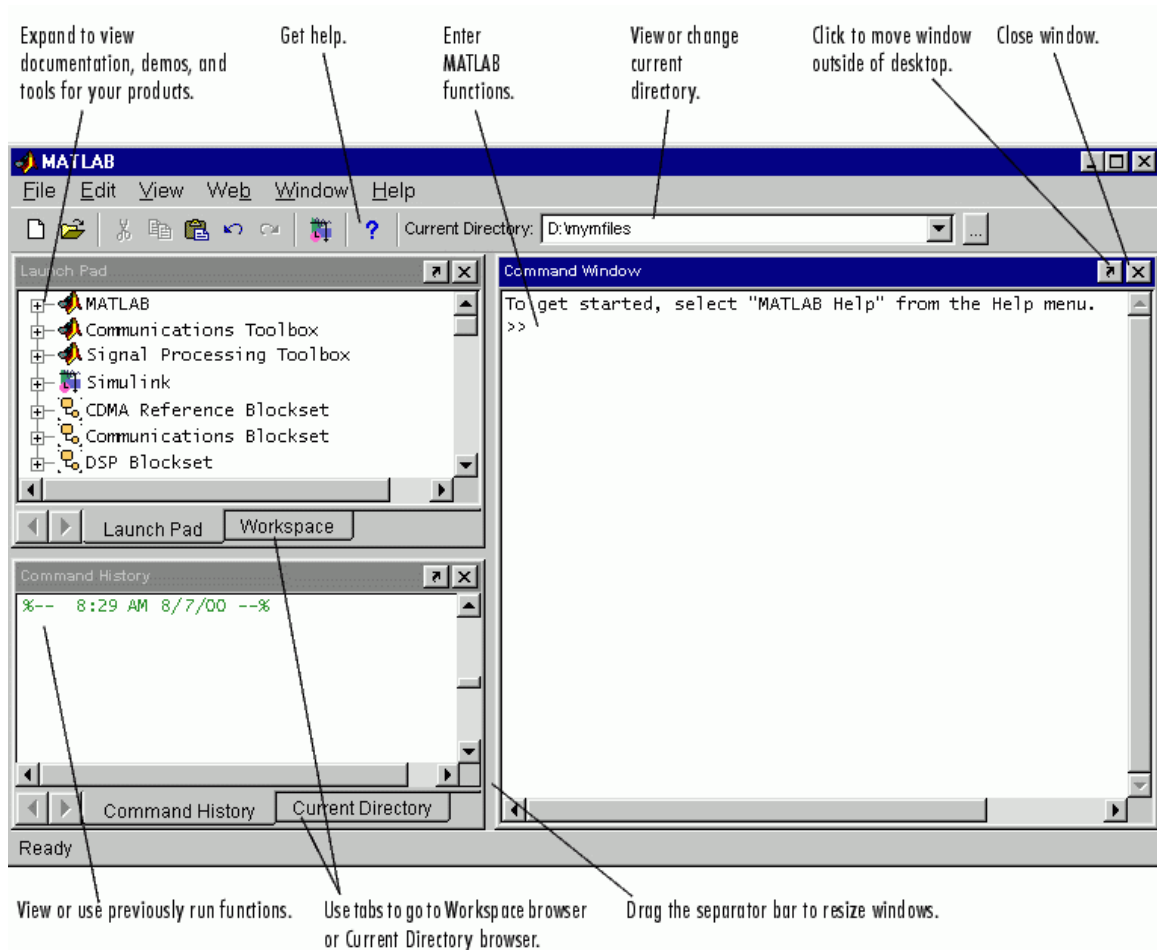 Expand to view
documentation, demos, and
tools for your products.
Get help.
Enter
MATLAB
functions.
View or change
current
directory.
Click to move window
outside of desktop.
Close window.
MATLAB
File Edit View Web Window Help
? Current Directory: D:\mymfiles ...
Launch Pad
MATLAB
Communications Toolbox
Signal Processing Toolbox
Simulink
CDMA Reference Blockset
Communications Blockset
DSP Blockset
Launch Pad Workspace
Command History
%-- 8:29 AM 8/7/00 --%
Command History Current Directory
Command Window
To get started, select "MATLAB Help" from the Help menu.
>>
Ready
View or use previously run functions.
Use tabs to go to Workspace browser
or Current Directory browser.
Drag the separator bar to resize windows.